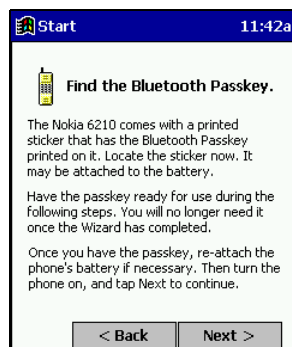 Start 11:42a
Find the Bluetooth Passkey.
The Nokia 6210 comes with a printed
sticker that has the Bluetooth Passkey
printed on it. Locate the sticker now. It
may be attached to the battery.
Have the passkey ready for use during the
following steps. You will no longer need it
once the Wizard has completed.
Once you have the passkey, re-attach the
phone's battery if necessary. Then turn the
phone on, and tap Next to continue.
< Back Next >